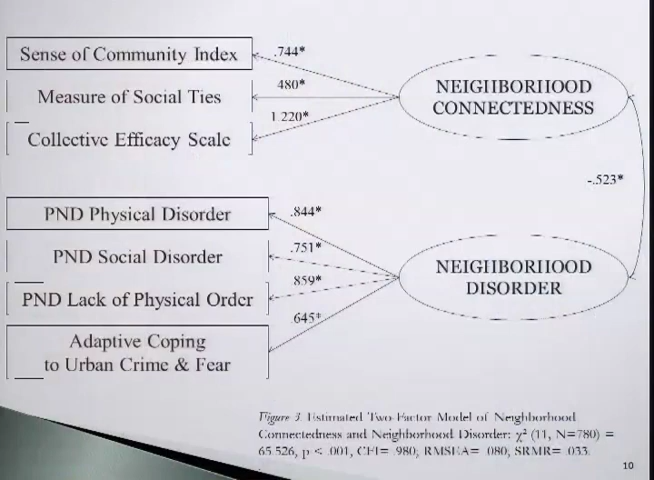 Sense of Community Index
.744*
Measure of Social Ties
.480*
Collective Efficacy Scale
1.220*
NEIGHBORHOOD
CONNECTEDNESS
-.523*
PND Physical Disorder
.844*
PND Social Disorder
.751*
PND Lack of Physical Order
.859*
Adaptive Coping
to Urban Crime & Fear
.645*
NEIGHBORHOOD
DISORDER
Figure 3. Estimated Two-Factor Model of Neighborhood
Connectedness and Neighborhood Disorder: χ² (11, N=780) =
65.526, p < .001, CFI= .980; RMSEA= .080; SRMR= .033.
10